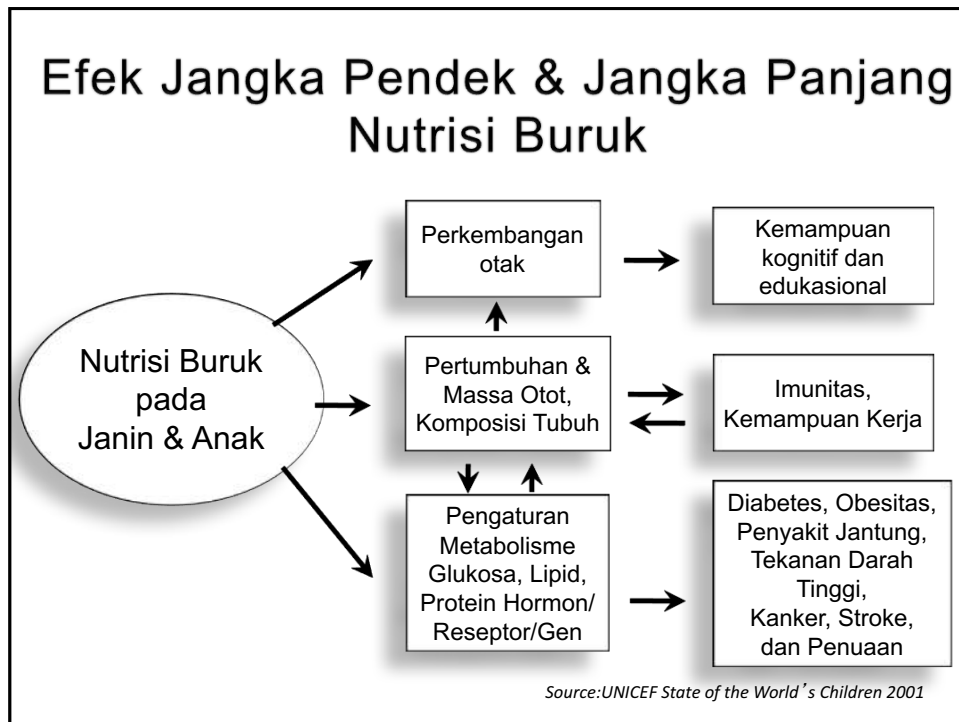 Efek Jangka Pendek & Jangka Panjang
Nutrisi Buruk
Nutrisi Buruk
pada
Janin & Anak
Perkembangan
otak
Kemampuan
kognitif dan
edukasional
Pertumbuhan &
Massa Otot,
Komposisi Tubuh
Imunitas,
Kemampuan Kerja
Pengaturan
Metabolisme
Glukosa, Lipid,
Protein Hormon/
Reseptor/Gen
Diabetes, Obesitas,
Penyakit Jantung,
Tekanan Darah
Tinggi,
Kanker, Stroke,
dan Penuaan
Source:UNICEF State of the World's Children 2001